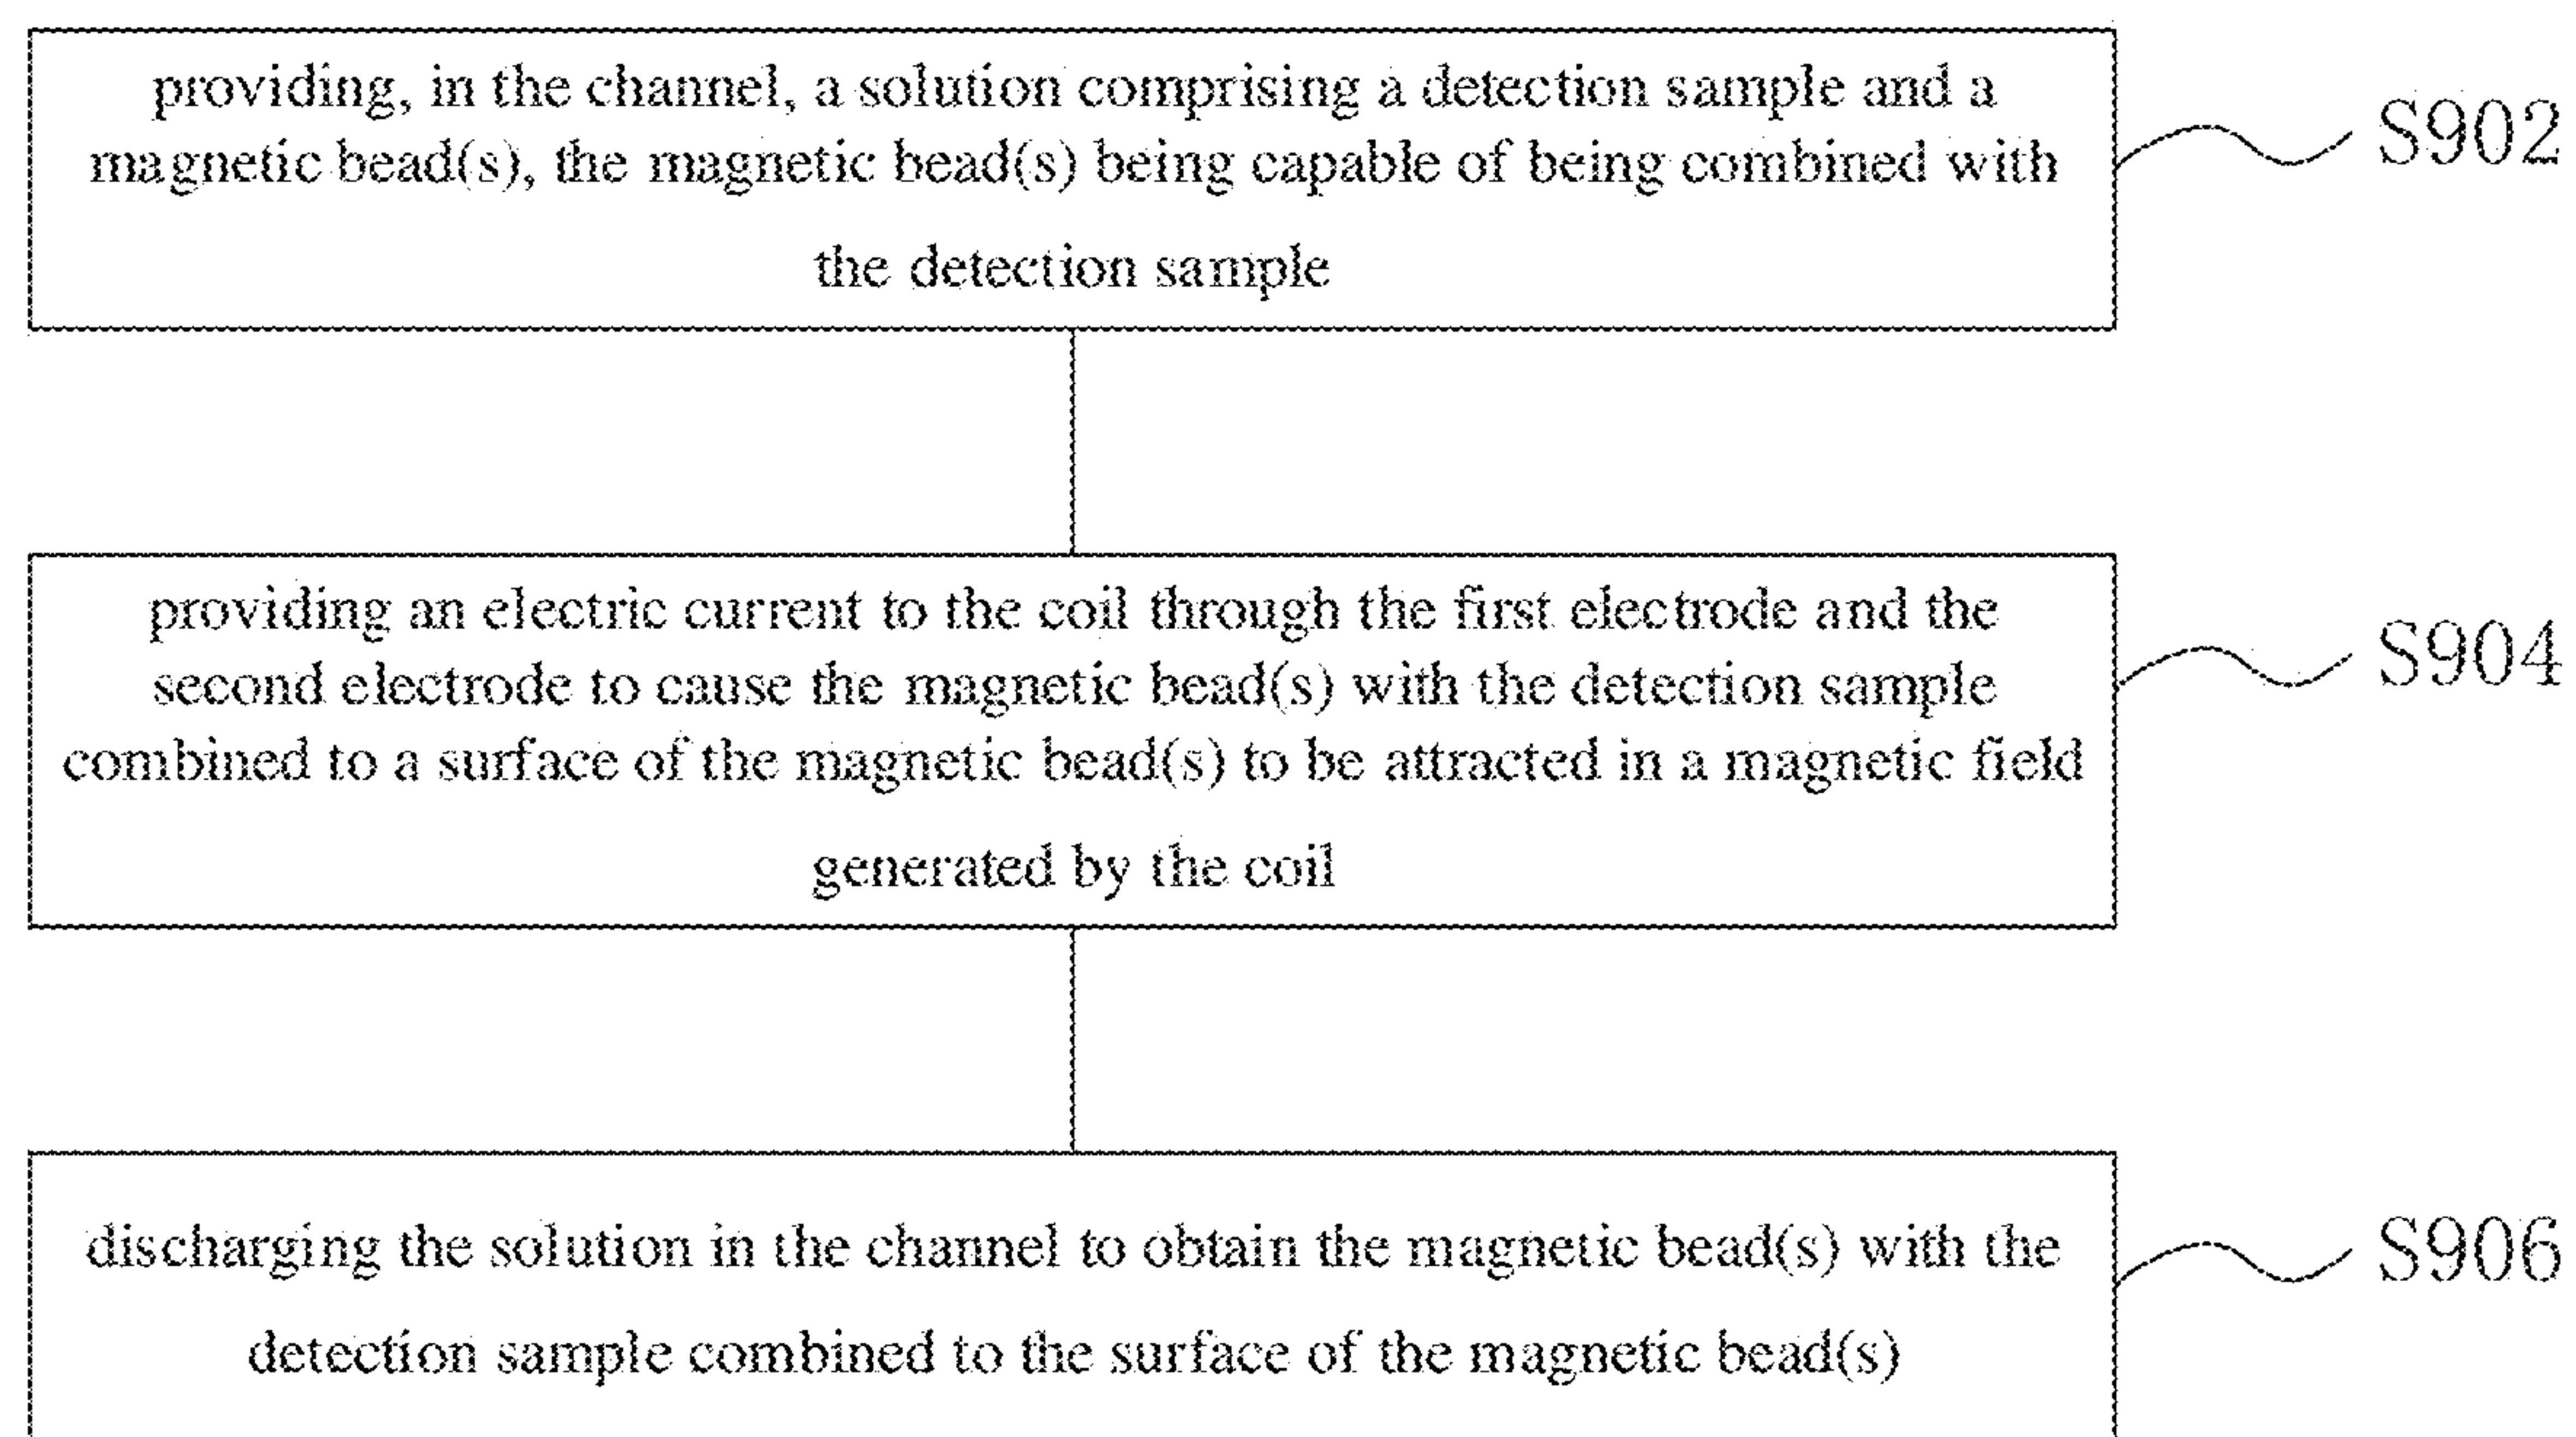 providing, in the channel, a solution comprising a detection sample and a
magnetic bead(s), the magnetic bead(s) being capable of being combined with
the detection sample
S902
providing an electric current to the coil through the first electrode and the
second electrode to cause the magnetic bead(s) with the detection sample
combined to a surface of the magnetic bead(s) to be attracted in a magnetic field
generated by the coil
S904
discharging the solution in the channel to obtain the magnetic bead(s) with the
detection sample combined to the surface of the magnetic bead(s)
S906